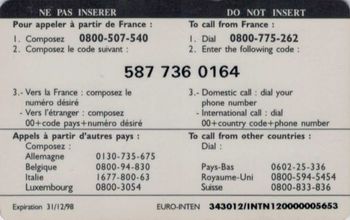 NE PAS INSERER DO NOT INSERT
Pour appeler à partir de France :
1. Composez 0800-507-540
2. Composez le code suivant :
To call from France :
1. Dial 0800-775-262
2. Enter the following code :
587 736 0164
3.- Vers la France : composez le
numéro désiré
- Vers l'étranger : composez
00+code pays+numéro désiré
3.- Domestic call : dial your
phone number
- International call : dial
00+country code+phone number
Appels à partir d'autres pays :
Composez :
Allemagne 0130-735-675
Belgique 0800-94-830
Italie 1677-800-63
Luxembourg 0800-3054
To call from other countries :
Dial :
Pays-Bas 0602-25-336
Royaume-Uni 0800-594-5454
Suisse 0800-833-836
Expiration 31/12/98 EURO-INTEN 343012/INTN120000005653